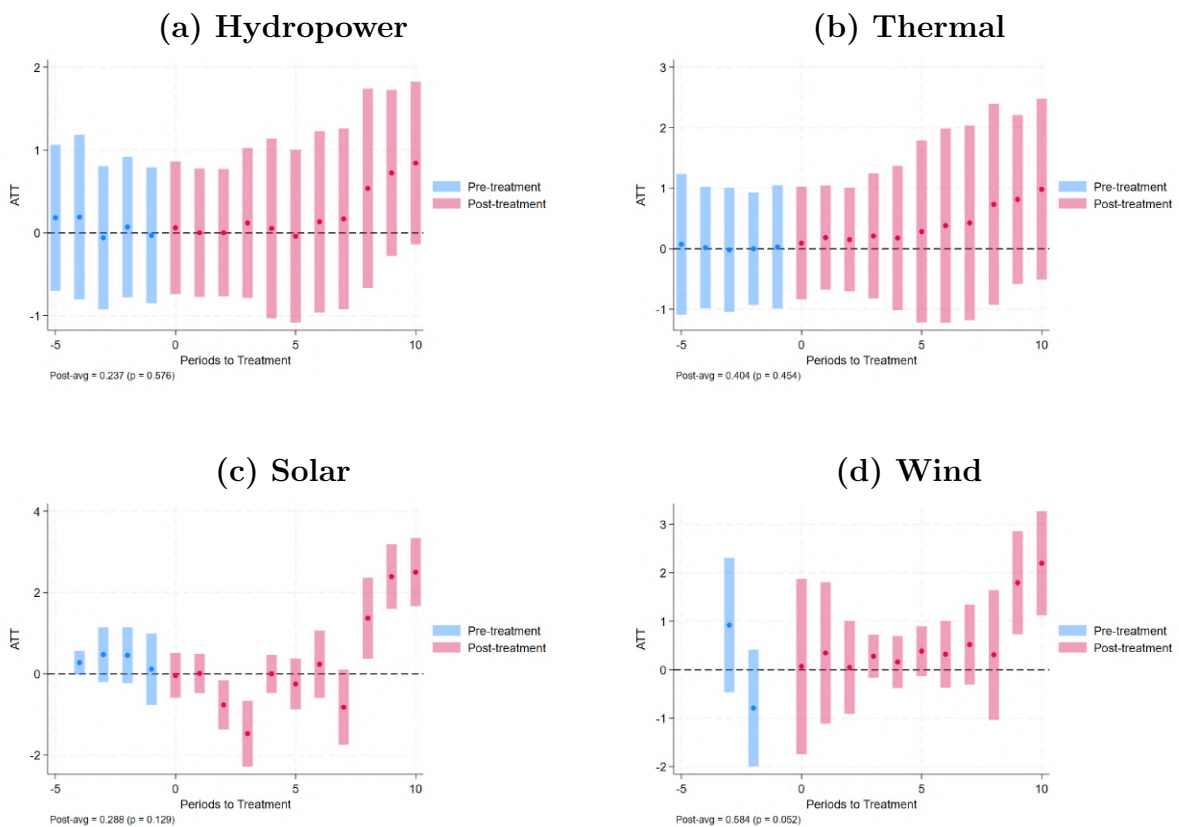 (a) Hydropower
2
1
0
-1
ATT
-5
0
5
10
Periods to Treatment
Post-avg = 0.237 (p = 0.576)
Pre-treatment
Post-treatment
(b) Thermal
3
2
1
0
-1
ATT
-5
0
5
10
Periods to Treatment
Post-avg = 0.404 (p = 0.454)
Pre-treatment
Post-treatment
(c) Solar
4
2
0
-2
ATT
-5
0
5
10
Periods to Treatment
Post-avg = 0.288 (p = 0.129)
Pre-treatment
Post-treatment
(d) Wind
3
2
1
0
-1
-2
ATT
-5
0
5
10
Periods to Treatment
Post-avg = 0.584 (p = 0.052)
Pre-treatment
Post-treatment